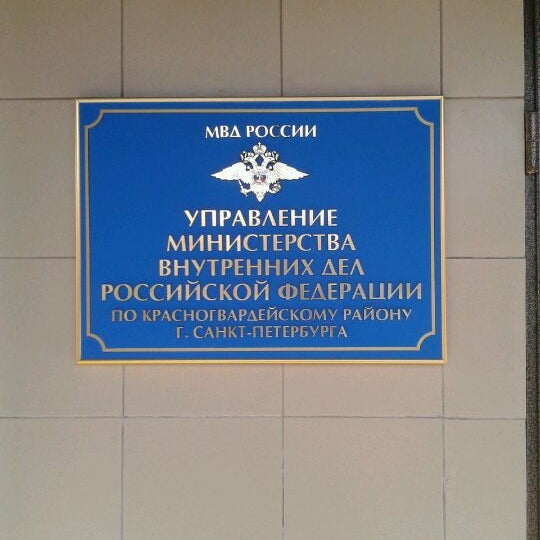 МВД РОССИИ
УПРАВЛЕНИЕ
МИНИСТЕРСТВА
ВНУТРЕННИХ ДЕЛ
РОССИЙСКОЙ ФЕДЕРАЦИИ
ПО КРАСНОГВАРДЕЙСКОМУ РАЙОНУ
Г. САНКТ-ПЕТЕРБУРГА